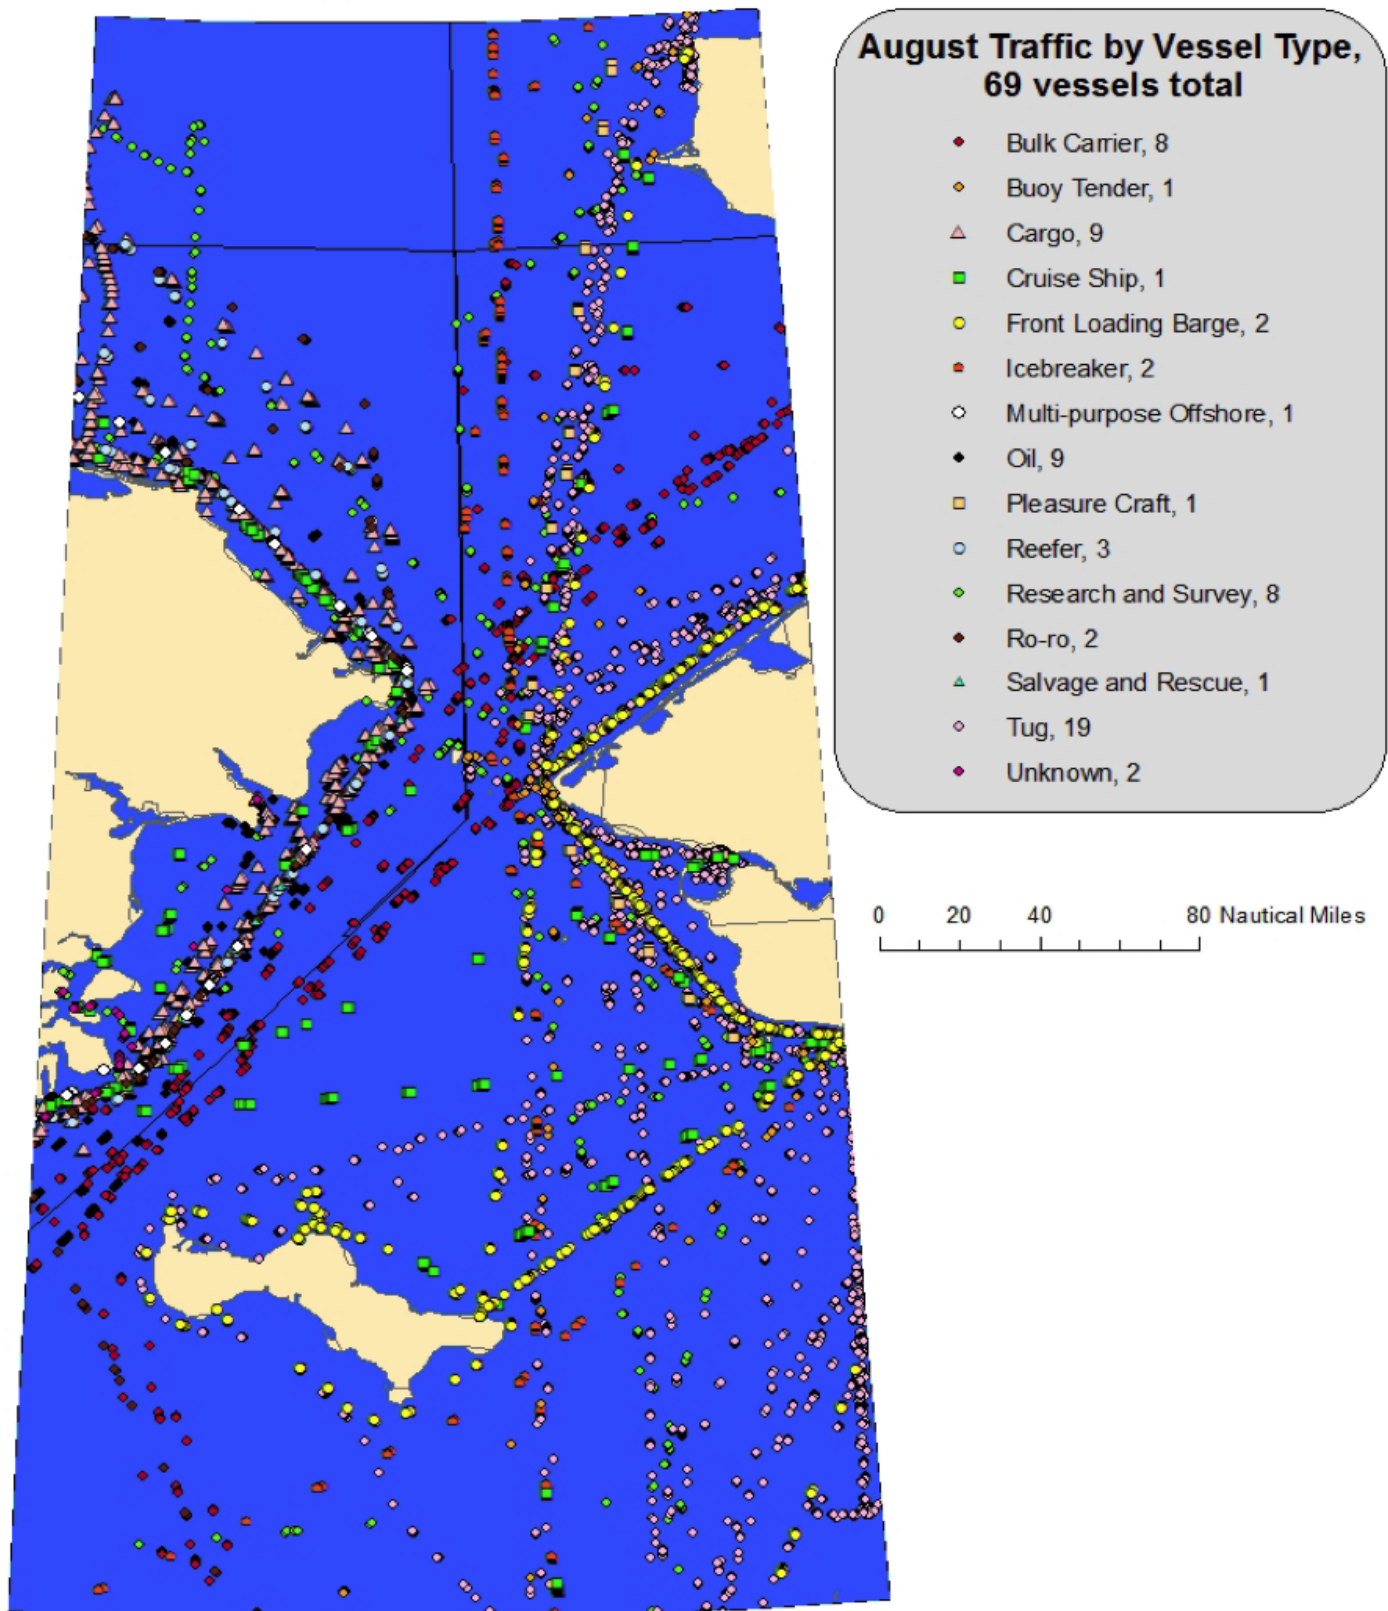 August Traffic by Vessel Type,
69 vessels total
Bulk Carrier, 8
Buoy Tender, 1
Cargo, 9
Cruise Ship, 1
Front Loading Barge, 2
Icebreaker, 2
Multi-purpose Offshore, 1
Oil, 9
Pleasure Craft, 1
Reefer, 3
Research and Survey, 8
Ro-ro, 2
Salvage and Rescue, 1
Tug, 19
Unknown, 2
0 20 40 80 Nautical Miles